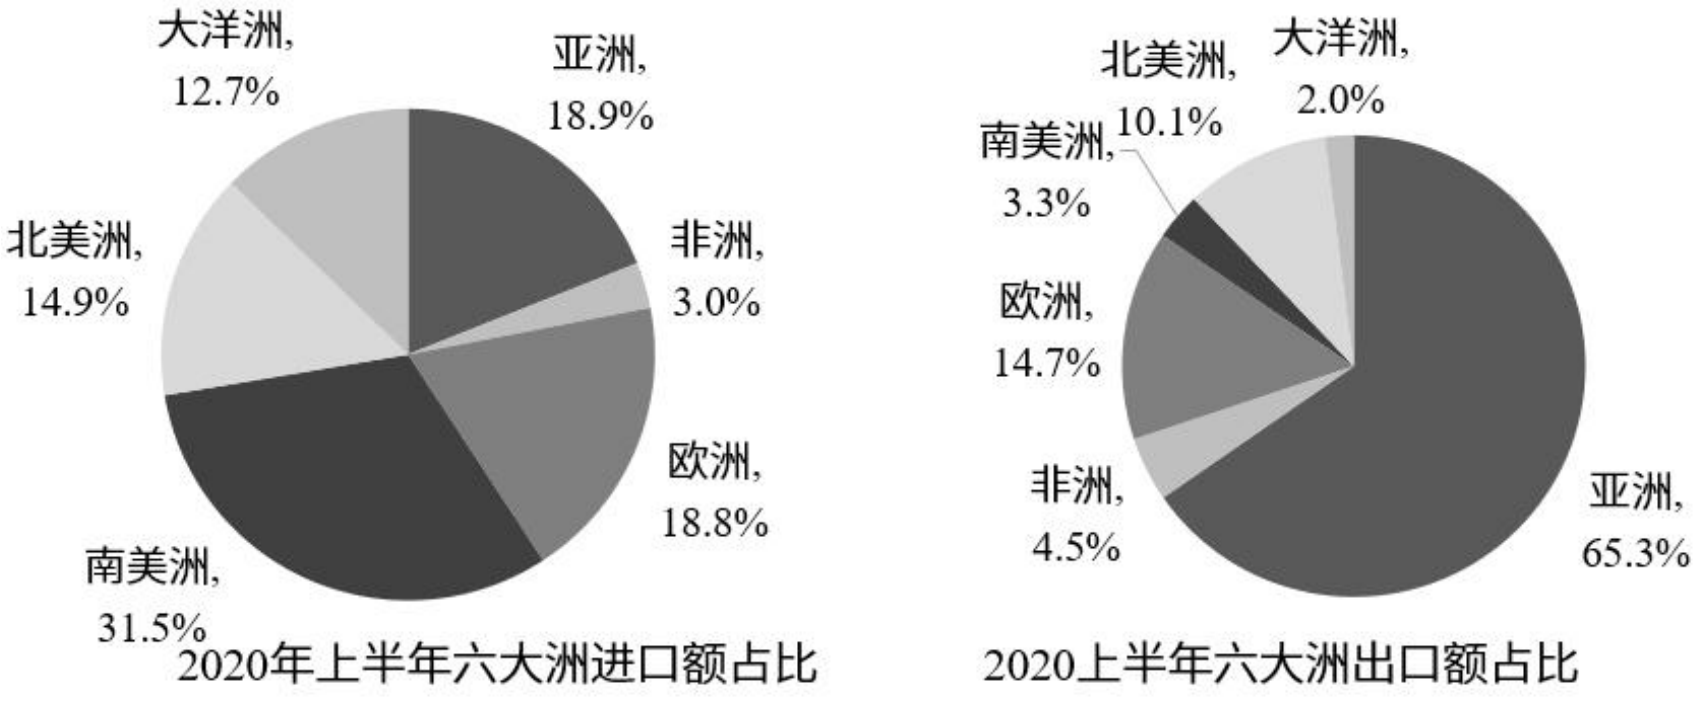 大洋洲,
12.7%
亚洲,
18.9%
非洲,
3.0%
北美洲,
14.9%
欧洲,
18.8%
南美洲,
31.5%
2020年上半年六大洲进口额占比
大洋洲,
2.0%
北美洲,
10.1%
南美洲,
3.3%
欧洲,
14.7%
非洲,
4.5%
亚洲,
65.3%
2020上半年六大洲出口额占比